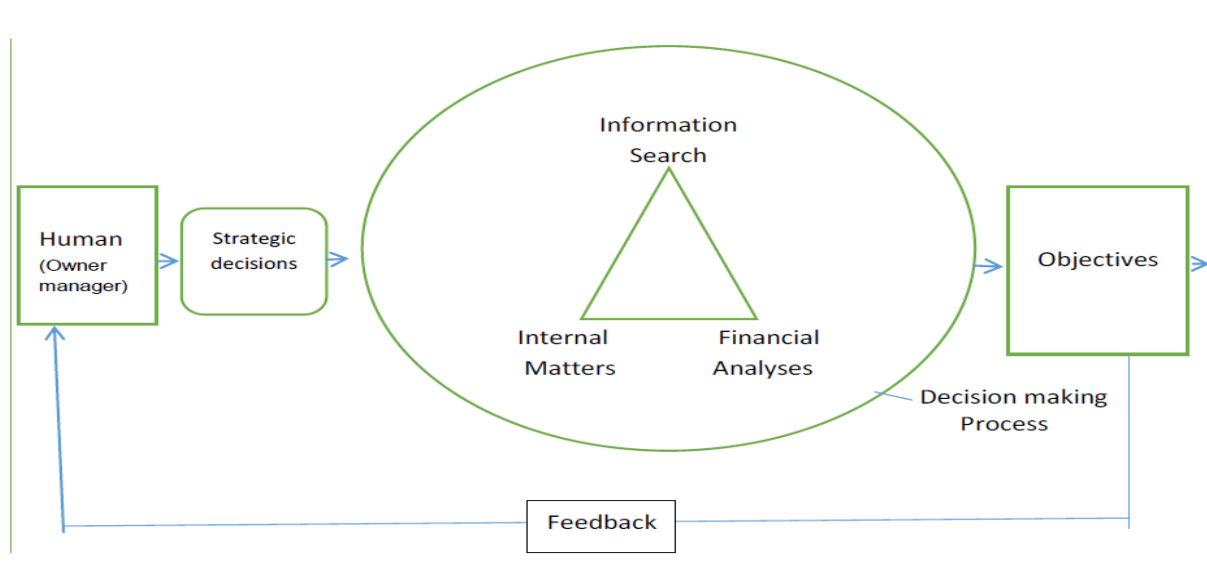 Information
Search
Human
(Owner
manager)
Strategic
decisions
Objectives
Internal
Matters
Financial
Analyses
Decision making
Process
Feedback